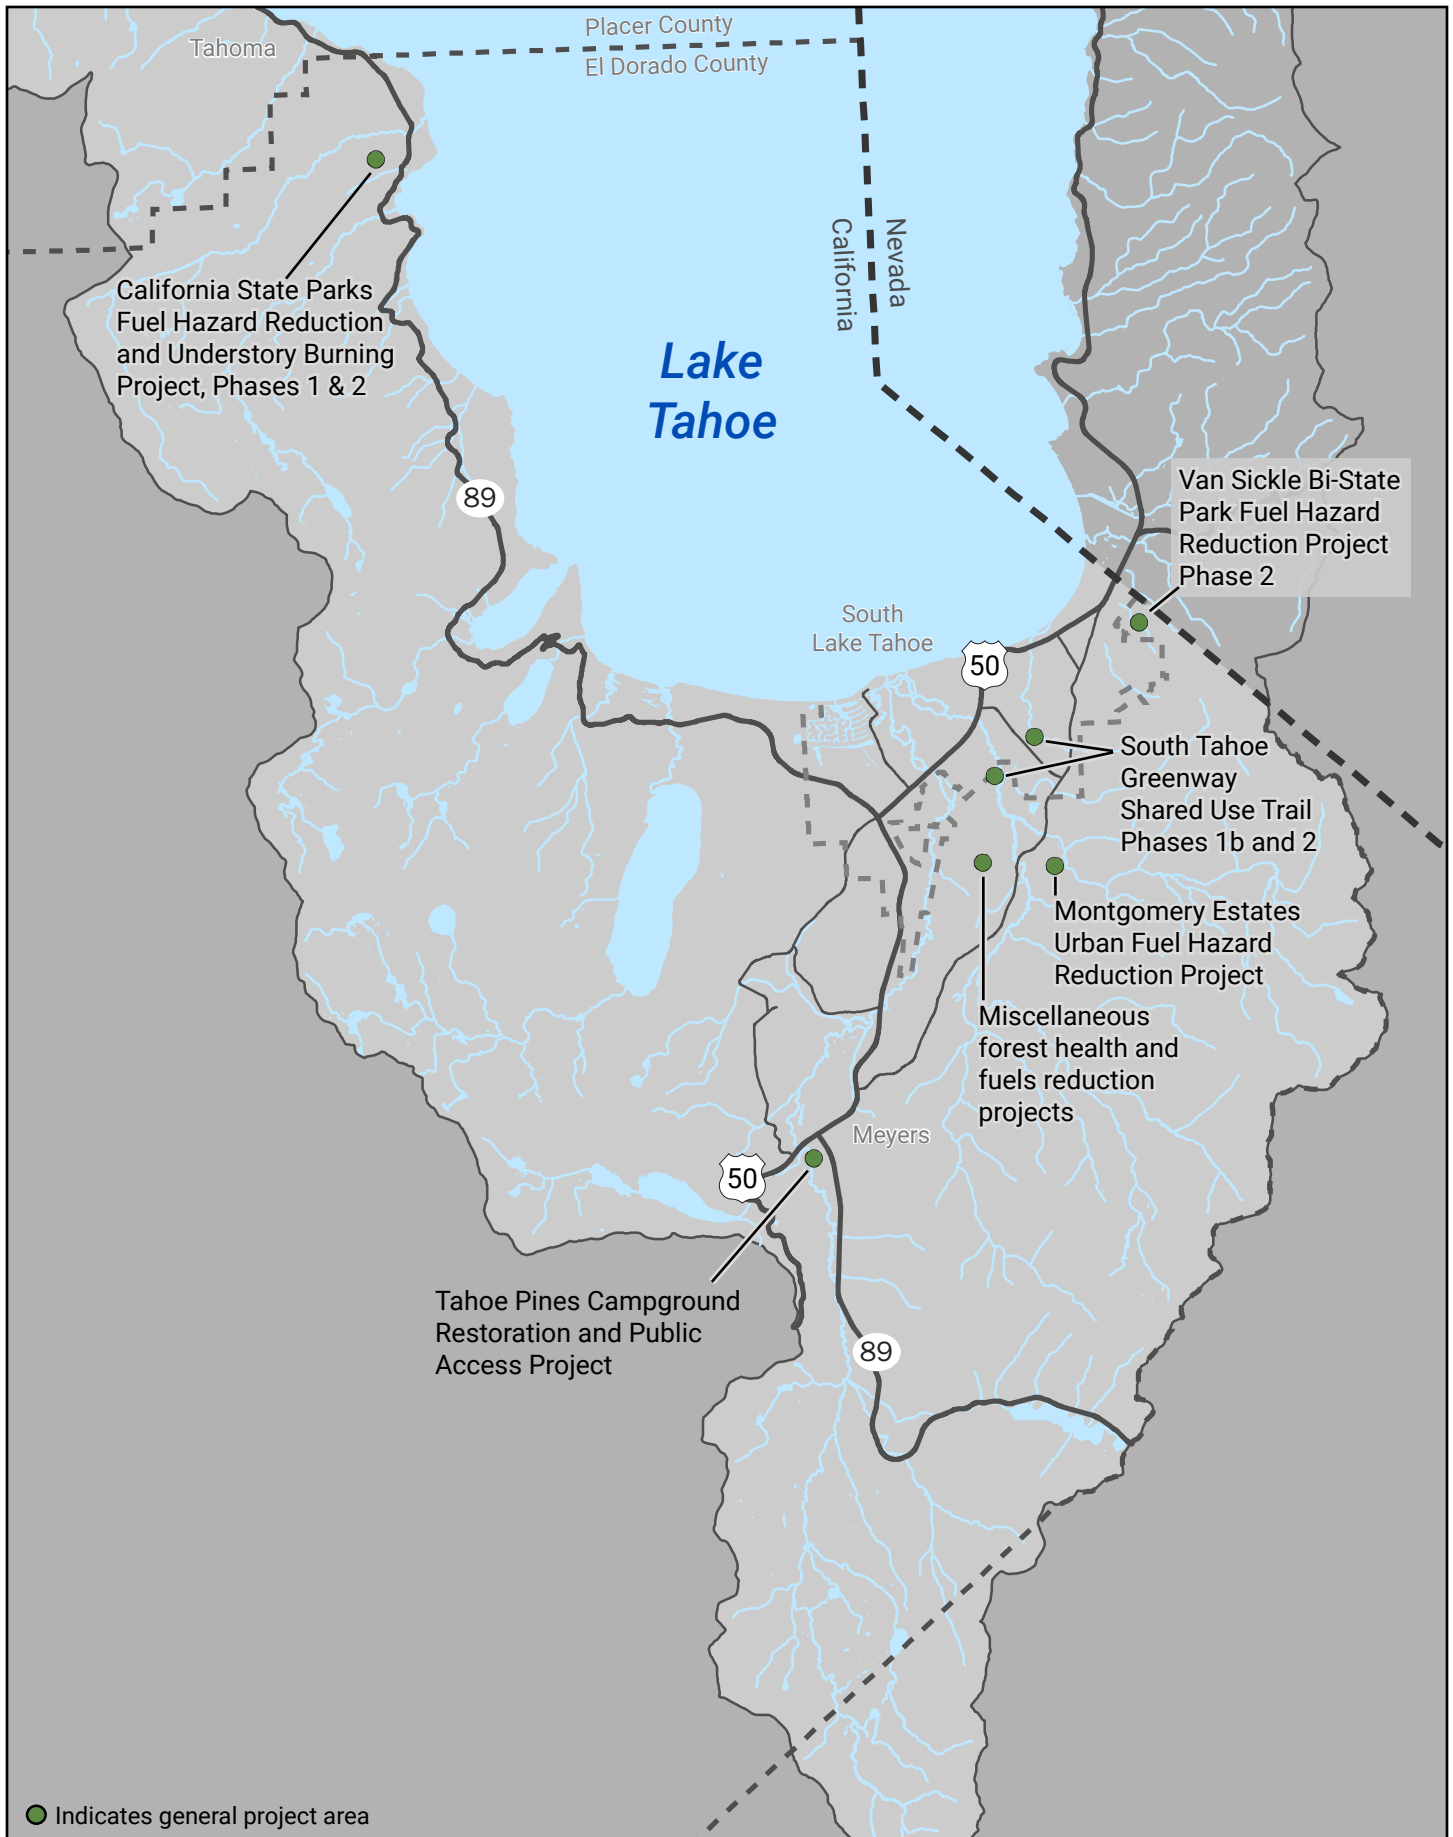 Placer County
Tahoma
El Dorado County
Nevada
California
California State Parks
Fuel Hazard Reduction
and Understory Burning
Project, Phases 1 & 2
Lake
Tahoe
89
Van Sickle Bi-State
Park Fuel Hazard
Reduction Project
Phase 2
South
Lake Tahoe
50
South Tahoe
Greenway
Shared Use Trail
Phases 1b and 2
Montgomery Estates
Urban Fuel Hazard
Reduction Project
Miscellaneous
forest health and
fuels reduction
projects
Meyers
50
Tahoe Pines Campground
Restoration and Public
Access Project
89
Indicates general project area